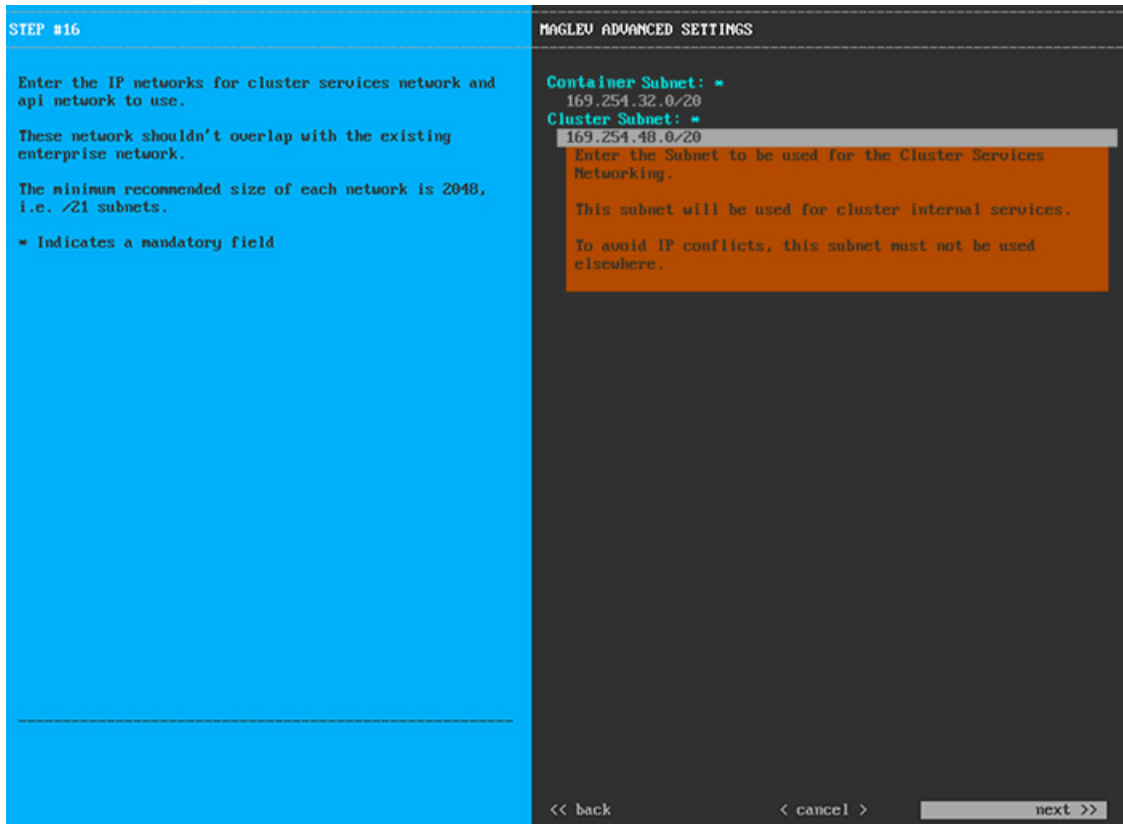 STEP #16
Enter the IP networks for cluster services network and
api network to use.
These network shouldn't overlap with the existing
enterprise network.
The minimum recommended size of each network is 2048,
i.e. /21 subnets.
* Indicates a mandatory field
MAGLEV ADVANCED SETTINGS
Container Subnet: *
169.254.32.0/20
Cluster Subnet: *
169.254.48.0/20
Enter the Subnet to be used for the Cluster Services
Networking.
This subnet will be used for cluster internal services.
To avoid IP conflicts, this subnet must not be used
elsewhere.
<< back < cancel > next >>